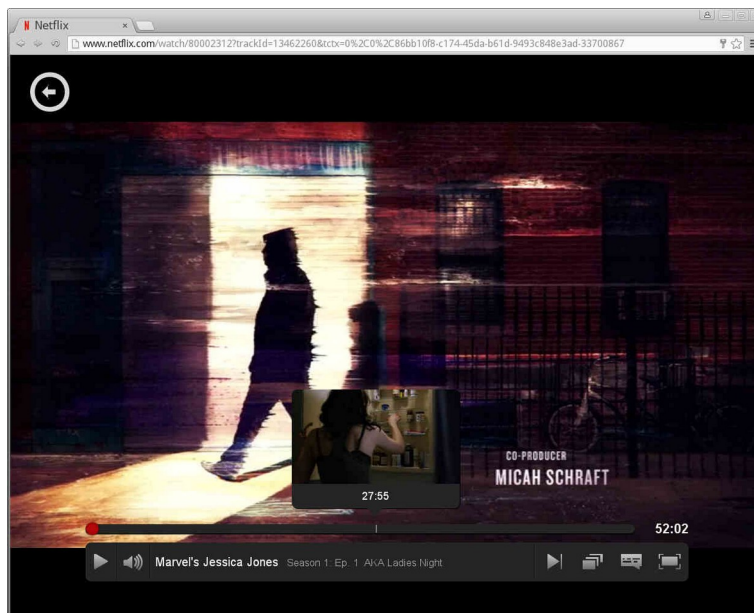 Netflix
www.netflix.com/watch/80002312?trackId=13462260&tctx=0%2C0%2C86bb10f8-c174-45da-b61d-9493c848e3ad-33700867
CO-PRODUCER
MICAH SCHRAFT
27:55
52:02
Marvel's Jessica Jones Season 1: Ep. 1 AKA Ladies Night